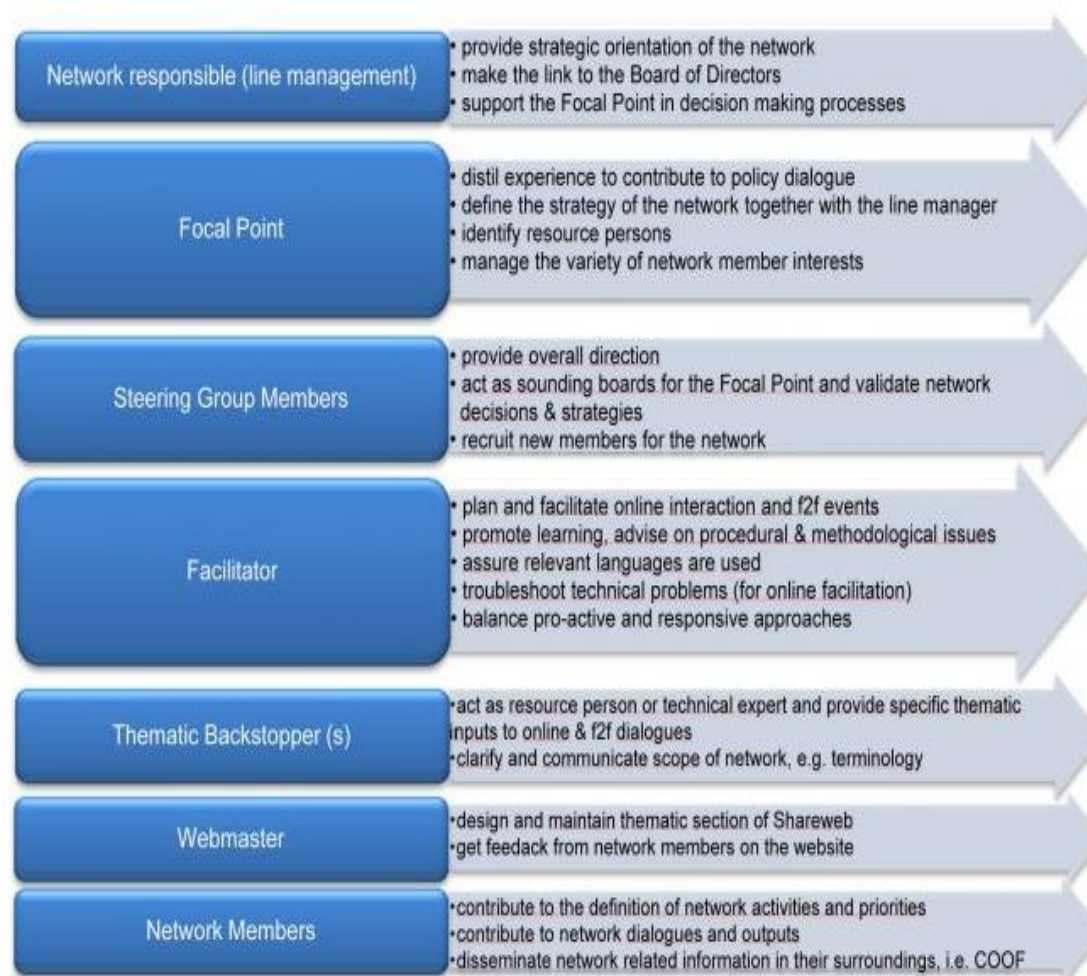 Network responsible (line management)
• provide strategic orientation of the network
• make the link to the Board of Directors
• support the Focal Point in decision making processes
Focal Point
• distil experience to contribute to policy dialogue
• define the strategy of the network together with the line manager
• identify resource persons
• manage the variety of network member interests
Steering Group Members
• provide overall direction
• act as sounding boards for the Focal Point and validate network
decisions & strategies
• recruit new members for the network
Facilitator
• plan and facilitate online interaction and f2f events
• promote learning, advise on procedural & methodological issues
• assure relevant languages are used
• troubleshoot technical problems (for online facilitation)
• balance pro-active and responsive approaches
Thematic Backstopper (s)
•act as resource person or technical expert and provide specific thematic
inputs to online & f2f dialogues
•clarify and communicate scope of network, e.g. terminology
Webmaster
•design and maintain thematic section of Shareweb
•get feedack from network members on the website
Network Members
•contribute to the definition of network activities and priorities
•contribute to network dialogues and outputs
•disseminate network related information in their surroundings, i.e. COOF